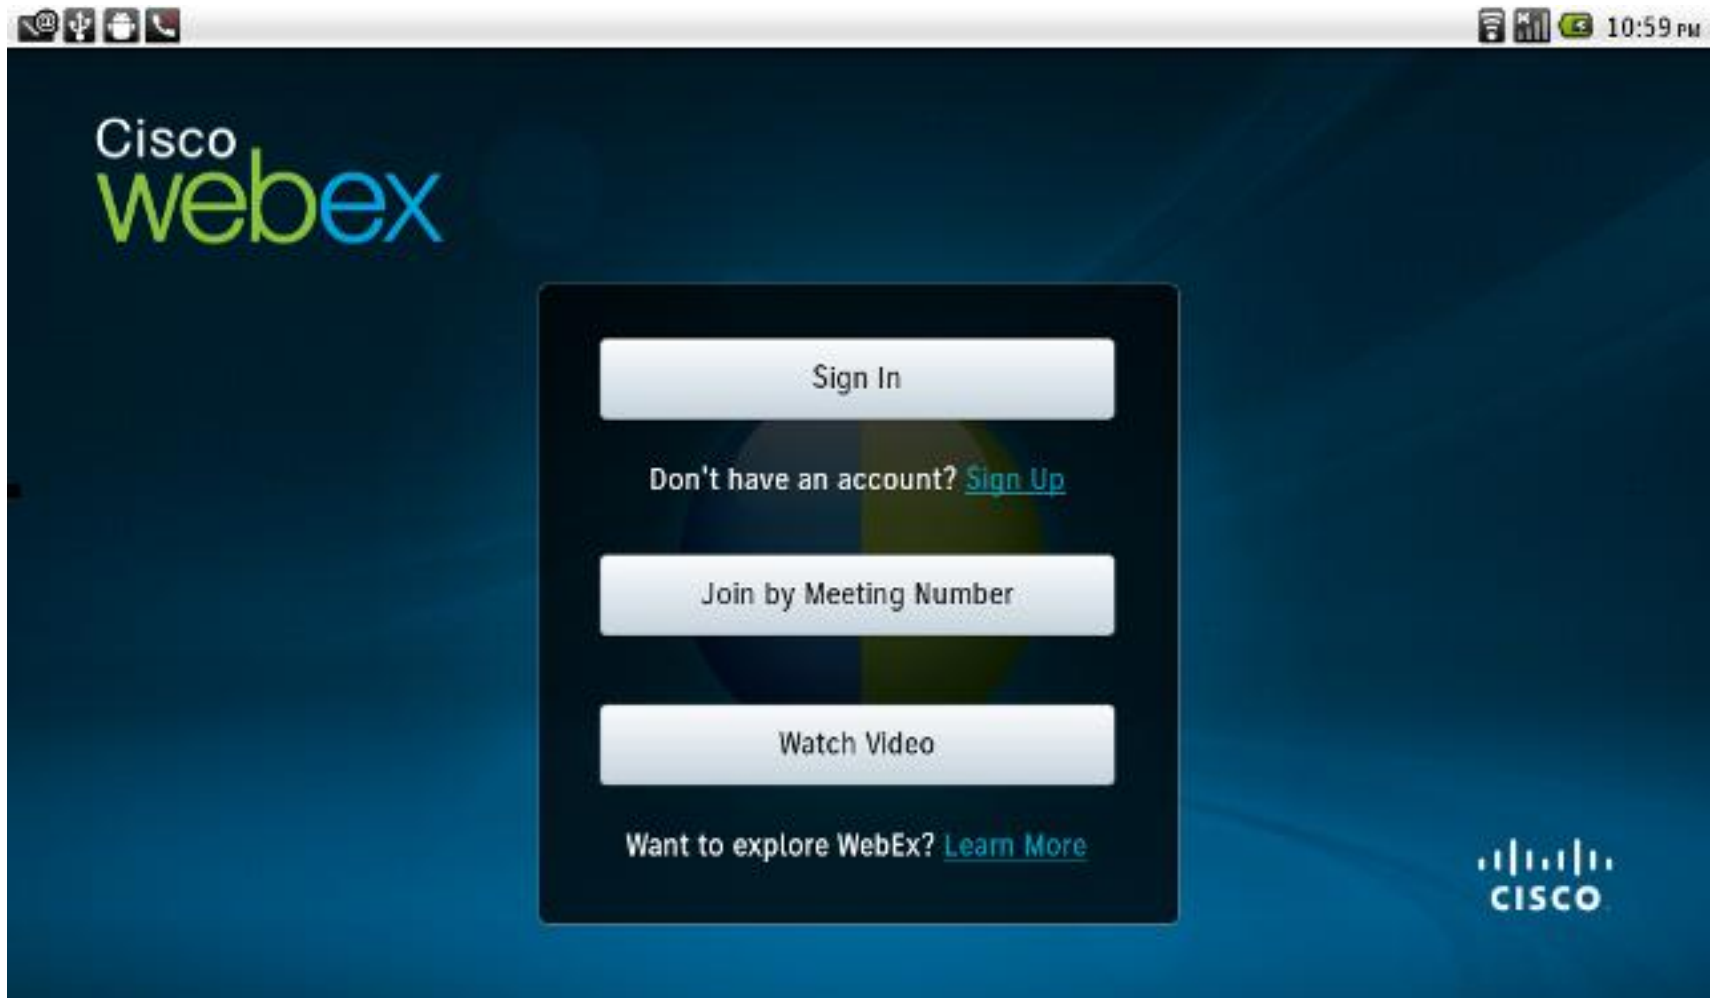 10:59 PM
Cisco
webex
Sign In
Don't have an account? Sign Up
Join by Meeting Number
Watch Video
Want to explore WebEx? Learn More
CISCO